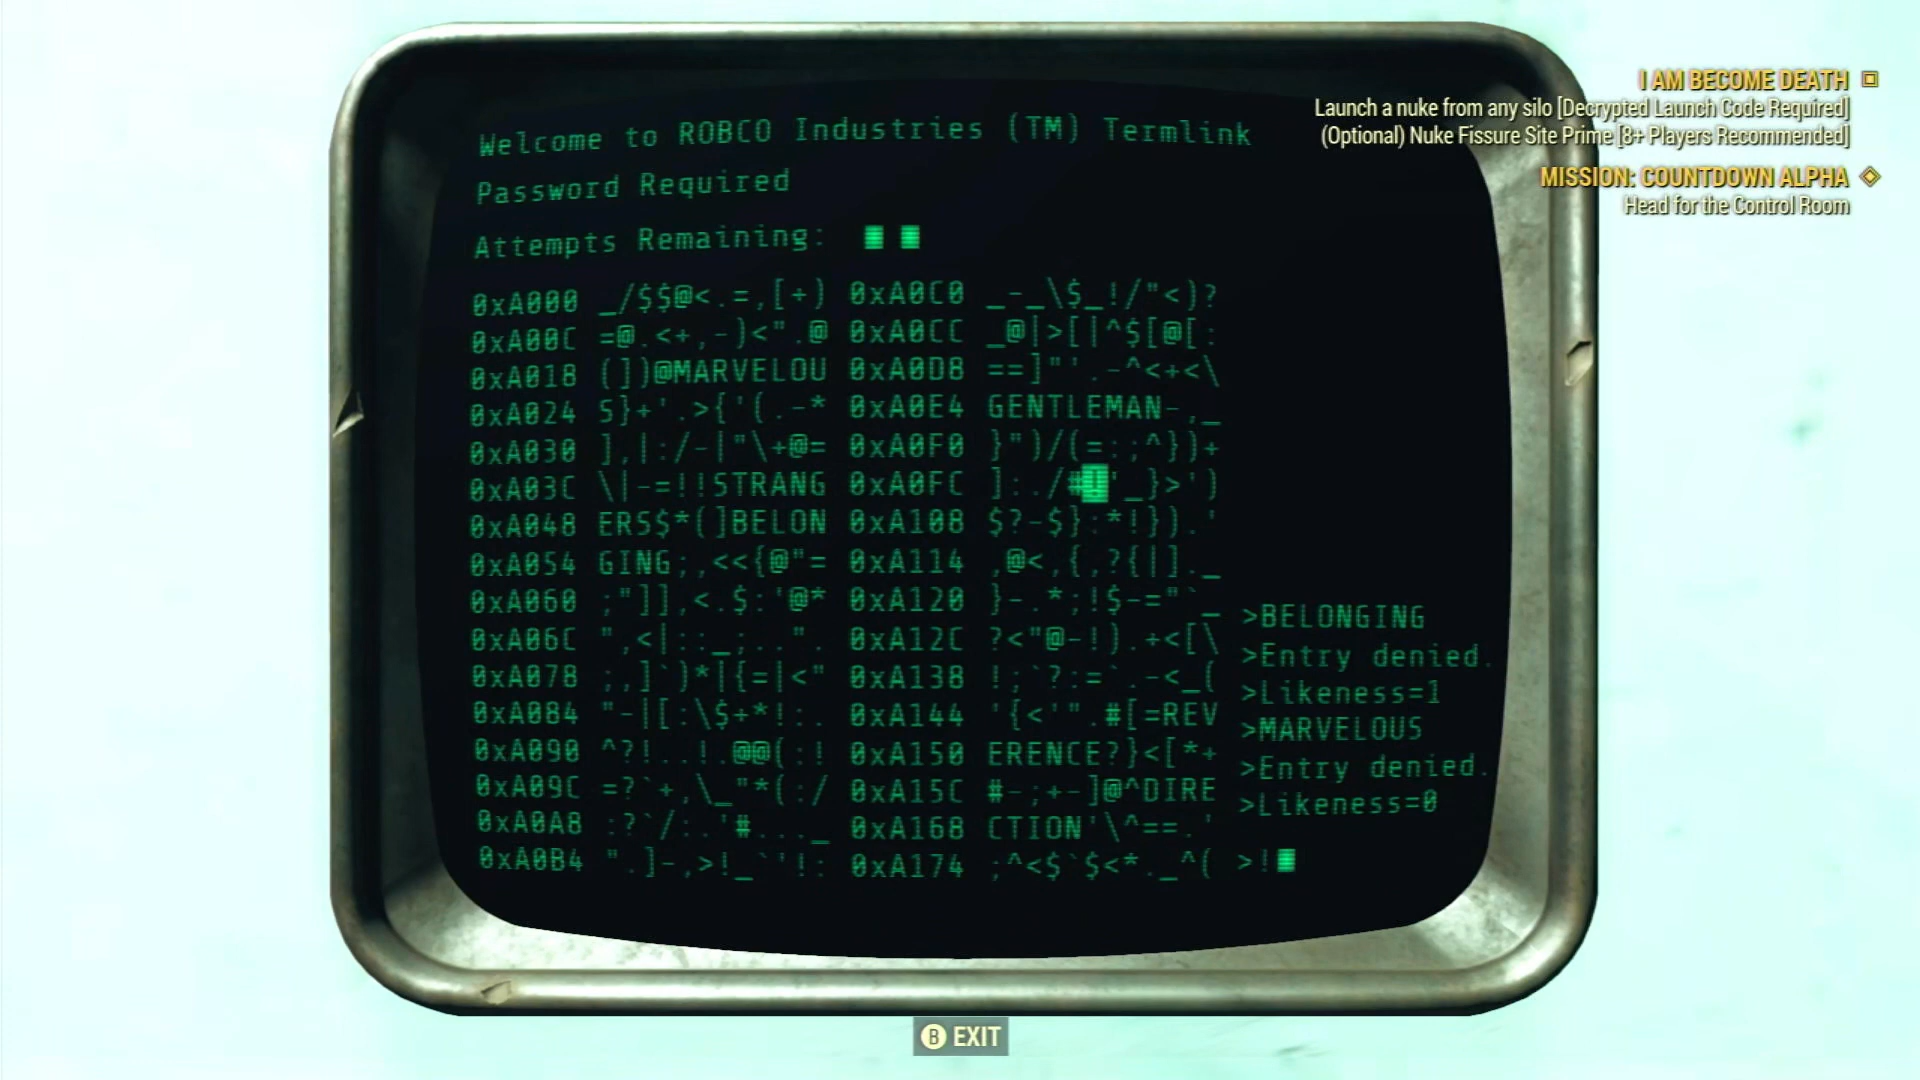 I AM BECOME DEATH
Launch a nuke from any silo [Decrypted Launch Code Required]
(Optional) Nuke Fissure Site Prime [8+ Players Recommended]
MISSION: COUNTDOWN ALPHA
Head for the Control Room
Welcome to ROBCO Industries (TM) Termlink
Password Required
Attempts Remaining:
0xA000 _/$$@<.=,[+) 0xA0C0 _-_\$_!/"<)?
0xA00C =@.<+,-)<".@ 0xA0CC _@|>[|^$[@[:
0xA018 (])@MARVELOU 0xA0D8 ==]"'.-^<+<\
0xA024 S}+'.>{'(.-* 0xA0E4 GENTLEMAN-,_
0xA030 ],|:/-|"\+@= 0xA0F0 }")/(=:;^})+
0xA03C \|-=!!STRANG 0xA0FC ]:./#!'_}>')
0xA048 ERS$*(]BELON 0xA108 $?-$}:*!}).'
0xA054 GING;,<<{@"= 0xA114 ,@<,{,?{|]._
0xA060 ;"]],<.$:'@* 0xA120 }-.*;!$-="`_
0xA06C ",<|::_;..". 0xA12C ?<"@-!).+<[\
0xA078 ;,]`)*|{=|<" 0xA138 !;`?:=`.-<_(
0xA084 "-|[:\$+*!:. 0xA144 '{<'".#[=REV
0xA090 ^?!..!.@@(:! 0xA150 ERENCE?}<[*+
0xA09C =?`+,\_"*(:/ 0xA15C #-;+-]@^DIRE
0xA0A8 :?`/:.'#..._ 0xA168 CTION'\^==.'
0xA0B4 ".]-,>!_`'!: 0xA174 ;^<$`$<*._^(
>BELONGING
>Entry denied.
>Likeness=1
>MARVELOUS
>Entry denied.
>Likeness=0
>!
B EXIT